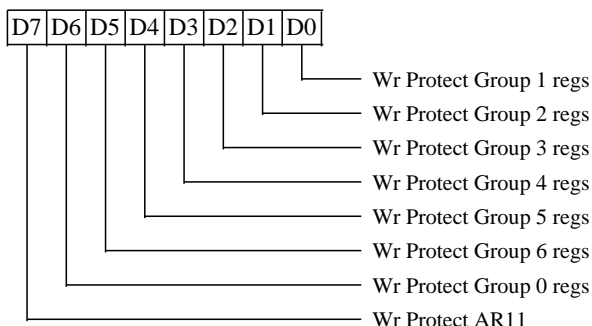 D7 D6 D5 D4 D3 D2 D1 D0
Wr Protect Group 1 regs
Wr Protect Group 2 regs
Wr Protect Group 3 regs
Wr Protect Group 4 regs
Wr Protect Group 5 regs
Wr Protect Group 6 regs
Wr Protect Group 0 regs
Wr Protect AR11